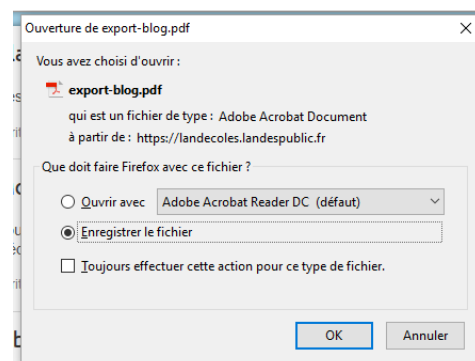 Ouverture de export-blog.pdf
Vous avez choisi d'ouvrir :
export-blog.pdf
qui est un fichier de type : Adobe Acrobat Document
à partir de : https://landecoles.landespublic.fr
Que doit faire Firefox avec ce fichier ?
Ouvrir avec Adobe Acrobat Reader DC (défaut)
Enregistrer le fichier
Toujours effectuer cette action pour ce type de fichier.
OK Annuler